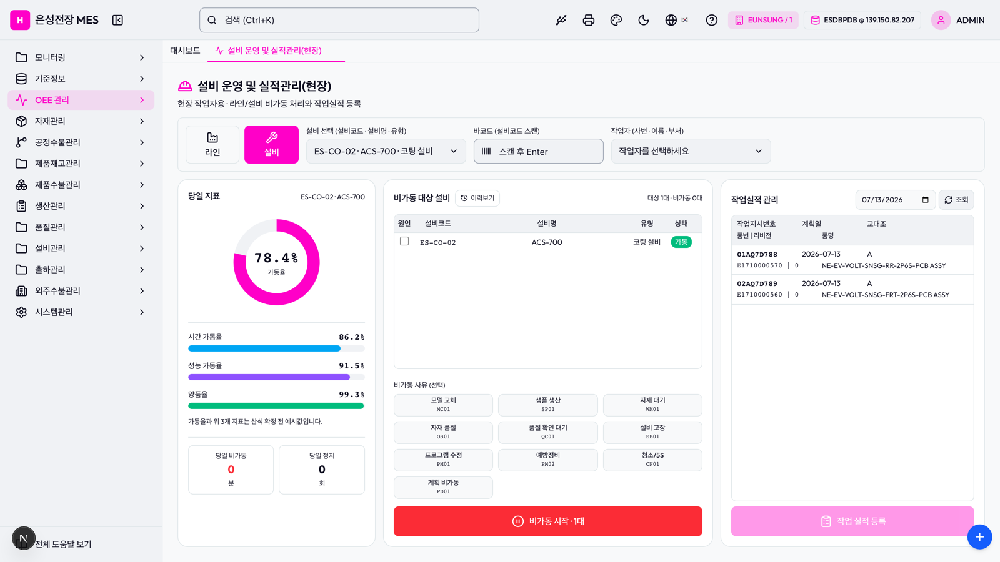 H 은성전장 MES
검색 (Ctrl+K)
EUNSUNG / 1
ESDBPDB @ 139.150.82.207
ADMIN
모니터링
기준정보
OEE 관리
자재관리
공정수불관리
제품재고관리
제품수불관리
생산관리
품질관리
설비관리
출하관리
외주수불관리
시스템관리
N
전체 도움말 보기
대시보드
설비 운영 및 실적관리(현장)
설비 운영 및 실적관리(현장)
현장 작업자용 · 라인/설비 비가동 처리와 작업실적 등록
라인
설비
설비 선택 (설비코드 · 설비명 · 유형)
ES-CO-02 · ACS-700 · 코팅 설비
바코드 (설비코드 스캔)
스캔 후 Enter
작업자 (사번 · 이름 · 부서)
작업자를 선택하세요
당일 지표
ES-CO-02 · ACS-700
78.4%
가동율
시간 가동율 86.2%
성능 가동율 91.5%
양품율 99.3%
가동율과 위 3개 지표는 산식 확정 전 예시값입니다.
당일 비가동
0
분
당일 정지
0
회
비가동 대상 설비
이력보기
대상 1대 · 비가동 0대
원인 설비코드 설비명 유형 상태
ES-CO-02 ACS-700 코팅 설비 가동
비가동 사유 (선택)
모델 교체
MC01
샘플 생산
SP01
자재 대기
WM01
자재 품절
OS01
품질 확인 대기
QC01
설비 고장
EB01
프로그램 수정
PM01
예방정비
PM02
청소/5S
CN01
계획 비가동
PD01
비가동 시작 · 1대
작업실적 관리
07/13/2026
조회
작업지시번호 계획일 교대조
품번 | 리비전 품명
01AQ7D788 2026-07-13 A
E1710000570 | 0 NE-EV-VOLT-SNSG-RR-2P6S-PCB ASSY
02AQ7D789 2026-07-13 A
E1710000560 | 0 NE-EV-VOLT-SNSG-FRT-2P6S-PCB ASSY
작업 실적 등록